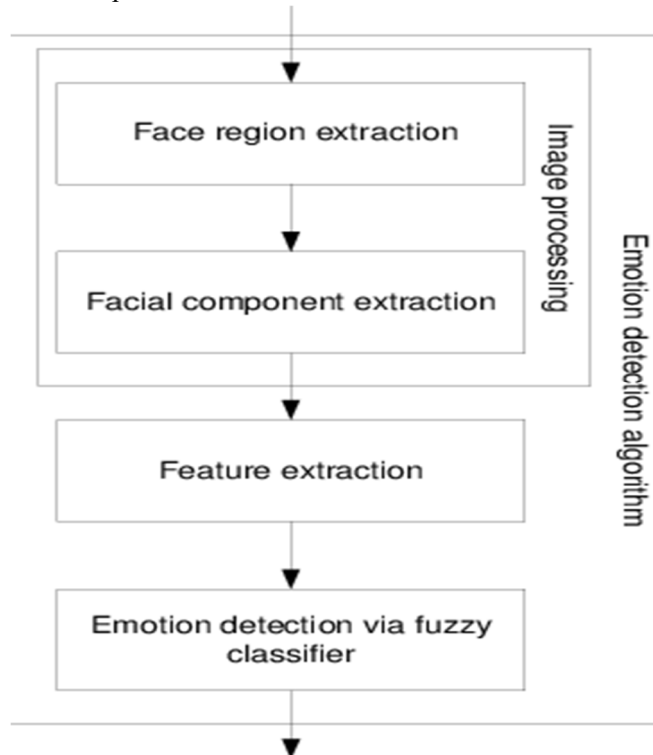 Face region extraction
Facial component extraction
Image processing
Feature extraction
Emotion detection via fuzzy
classifier
Emotion detection algorithm